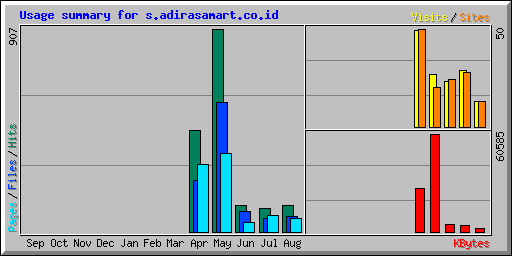 Usage summary for s.adirasamart.co.id
Visits / Sites
907
50
Pages / Files / Hits
60585
Sep Oct Nov Dec Jan Feb Mar Apr May Jun Jul Aug
KBytes